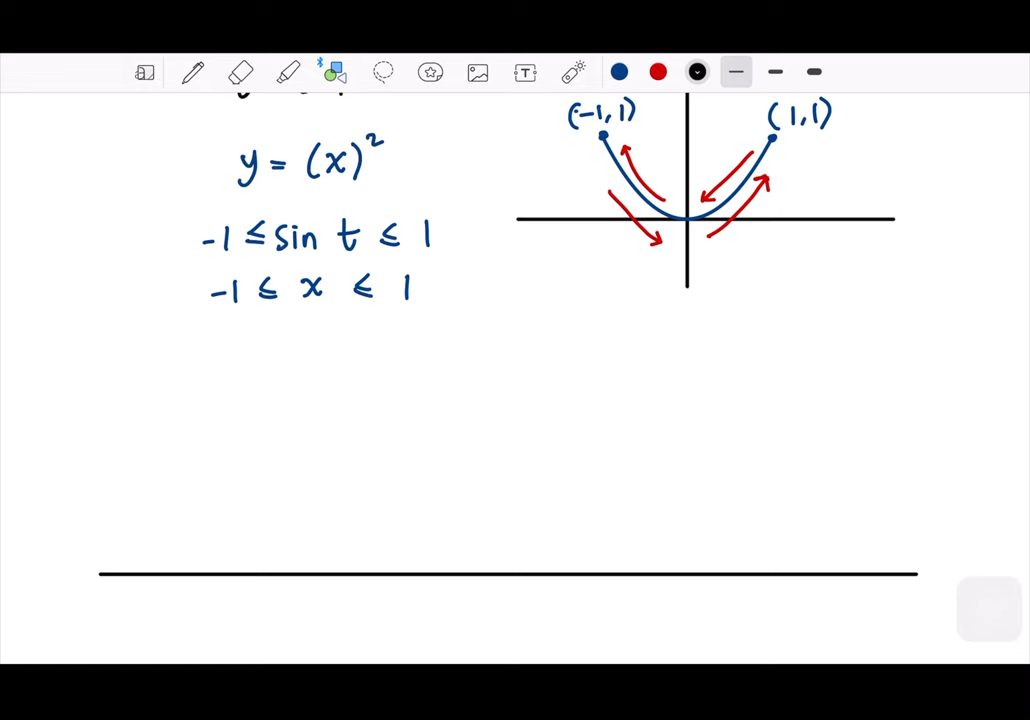 (-1, 1)
(1, 1)
y = (x)²
-1 ≤ sin t ≤ 1
-1 ≤ x ≤ 1